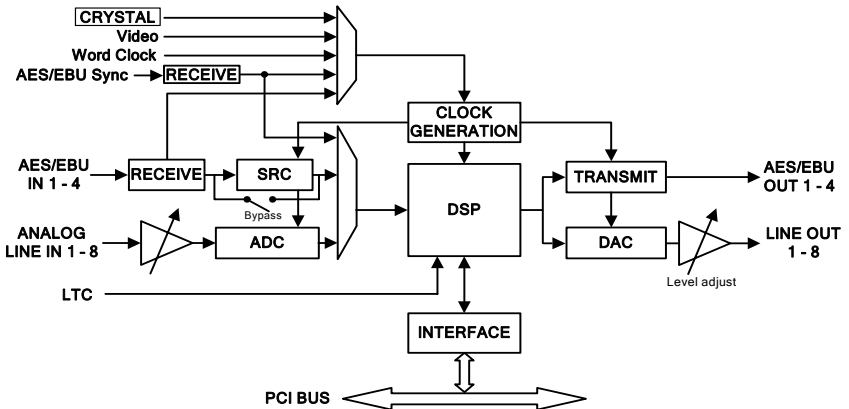 CRYSTAL
Video
Word Clock
AES/EBU Sync
RECEIVE
CLOCK
GENERATION
AES/EBU
IN 1 - 4
RECEIVE
SRC
Bypass
DSP
TRANSMIT
AES/EBU
OUT 1 - 4
ANALOG
LINE IN 1 - 8
ADC
DAC
LINE OUT
1 - 8
Level adjust
LTC
INTERFACE
PCI BUS